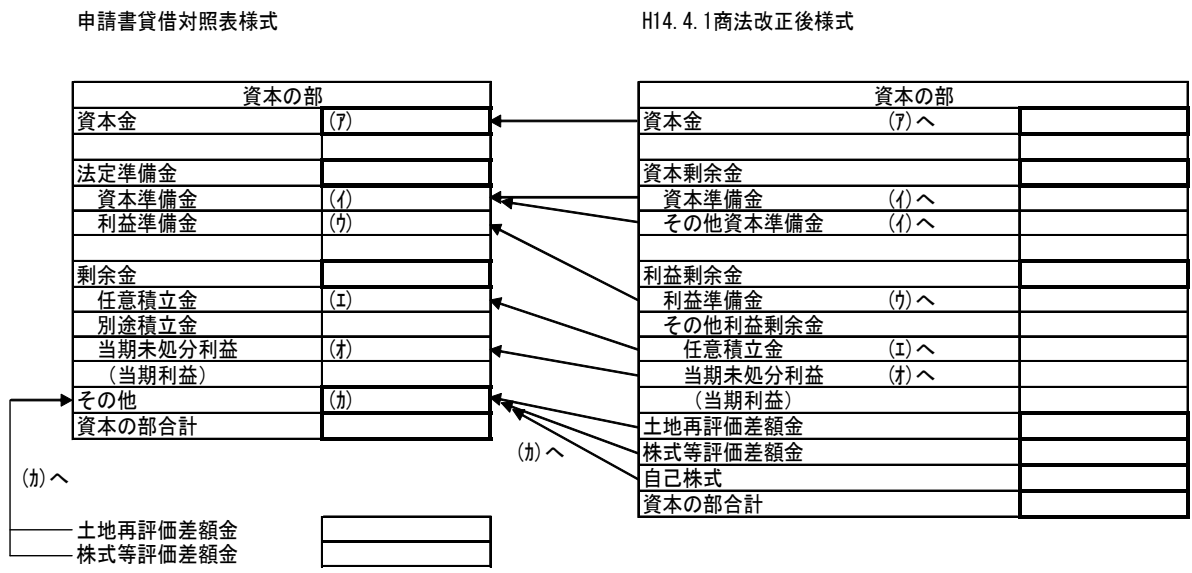 申請書貸借対照表様式
資本の部
資本金 (ｱ)
法定準備金
資本準備金 (ｲ)
利益準備金 (ｳ)
剰余金
任意積立金 (ｴ)
別途積立金
当期未処分利益 (ｵ)
（当期利益）
その他 (ｶ)
資本の部合計
(ｶ)へ
土地再評価差額金
株式等評価差額金
H14.4.1商法改正後様式
資本の部
資本金 (ｱ)へ
資本剰余金
資本準備金 (ｲ)へ
その他資本準備金 (ｲ)へ
利益剰余金
利益準備金 (ｳ)へ
その他利益剰余金
任意積立金 (ｴ)へ
当期未処分利益 (ｵ)へ
（当期利益）
土地再評価差額金
株式等評価差額金
自己株式
資本の部合計
(ｶ)へ